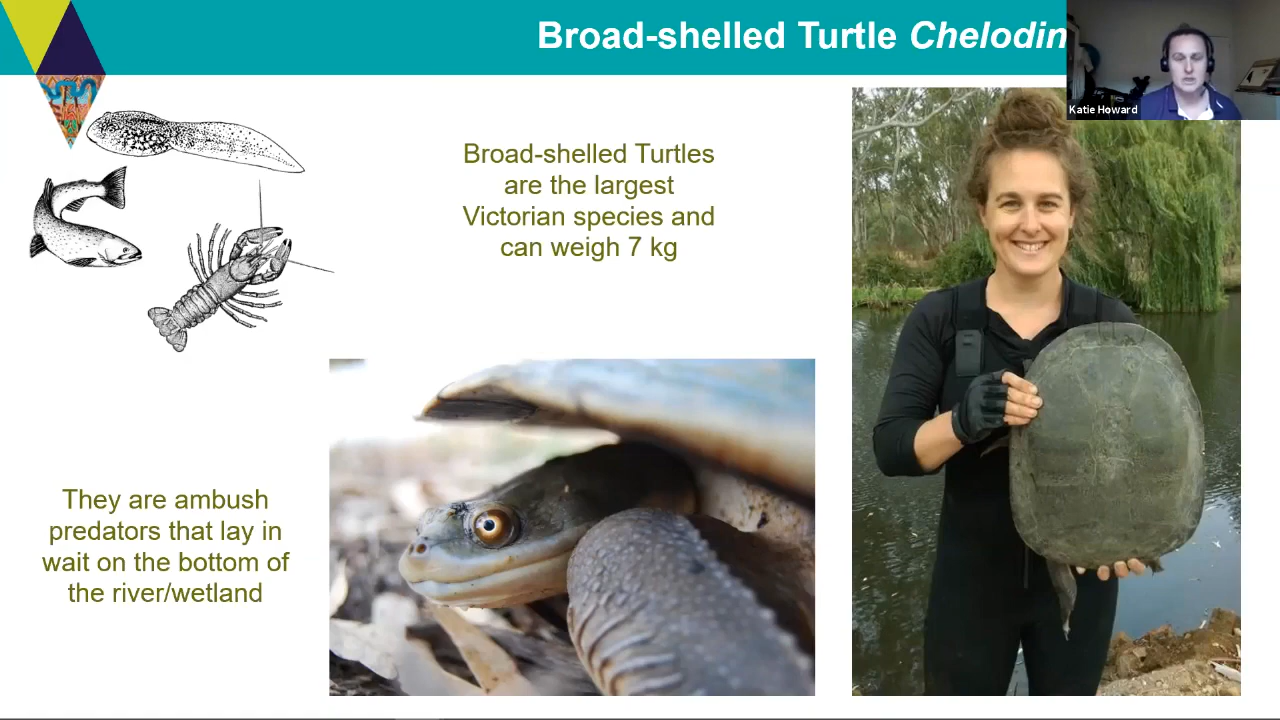 Broad-shelled Turtle Chelodin
Katie Howard
Broad-shelled Turtles
are the largest
Victorian species and
can weigh 7 kg
They are ambush
predators that lay in
wait on the bottom of
the river/wetland